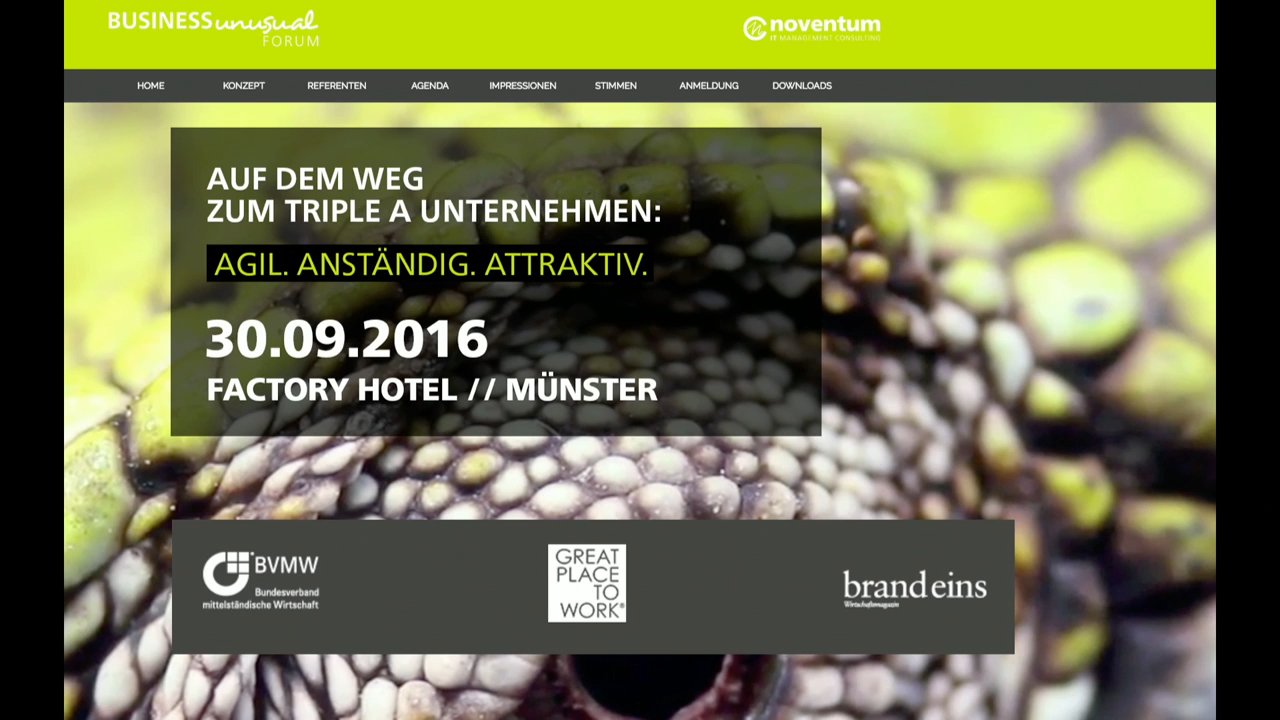 BUSINESS unusual
FORUM
noventum
IT MANAGEMENT CONSULTING
HOME KONZEPT REFERENTEN AGENDA IMPRESSIONEN STIMMEN ANMELDUNG DOWNLOADS
AUF DEM WEG
ZUM TRIPLE A UNTERNEHMEN:
AGIL. ANSTÄNDIG. ATTRAKTIV.
30.09.2016
FACTORY HOTEL // MÜNSTER
BVMW
Bundesverband
mittelständische Wirtschaft
GREAT
PLACE
TO
WORK®
brand eins
Wirtschaftsmagazin